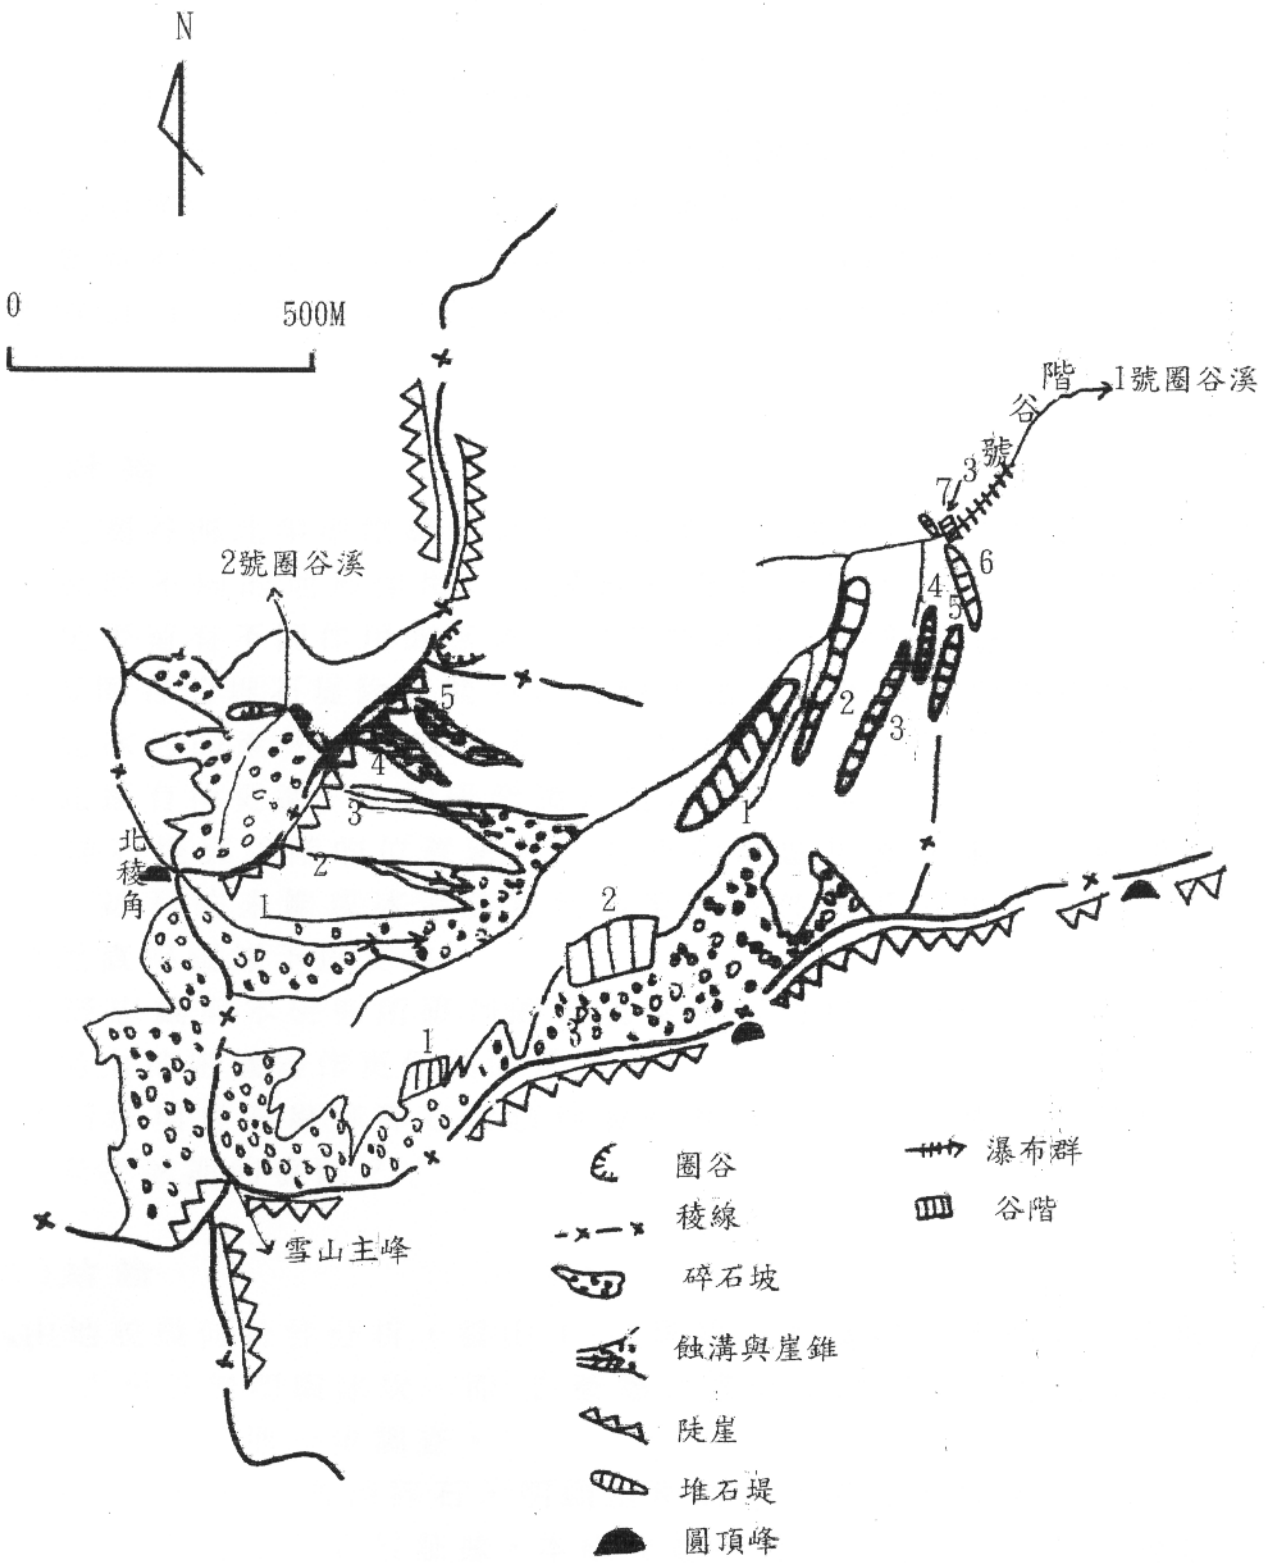 N
0
500M
1號圈谷溪
階
谷
號
3
7
6
4
5
2
3
1
2號圈谷溪
5
4
3
2
1
北
稜
角
2
3
1
雪山主峰
圈谷
稜線
碎石坡
蝕溝與崖錐
陡崖
堆石堤
圓頂峰
瀑布群
谷階